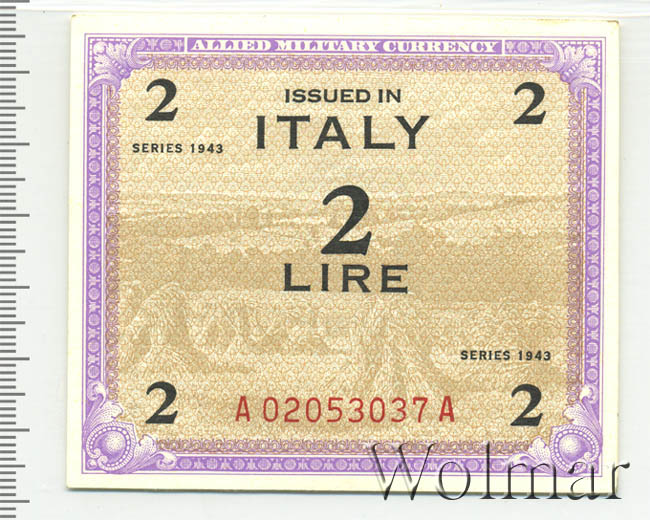 ALLIED MILITARY CURRENCY
2 ISSUED IN 2
ITALY
SERIES 1943
2
LIRE
SERIES 1943
2 A 02053037 A 2
Wolmar